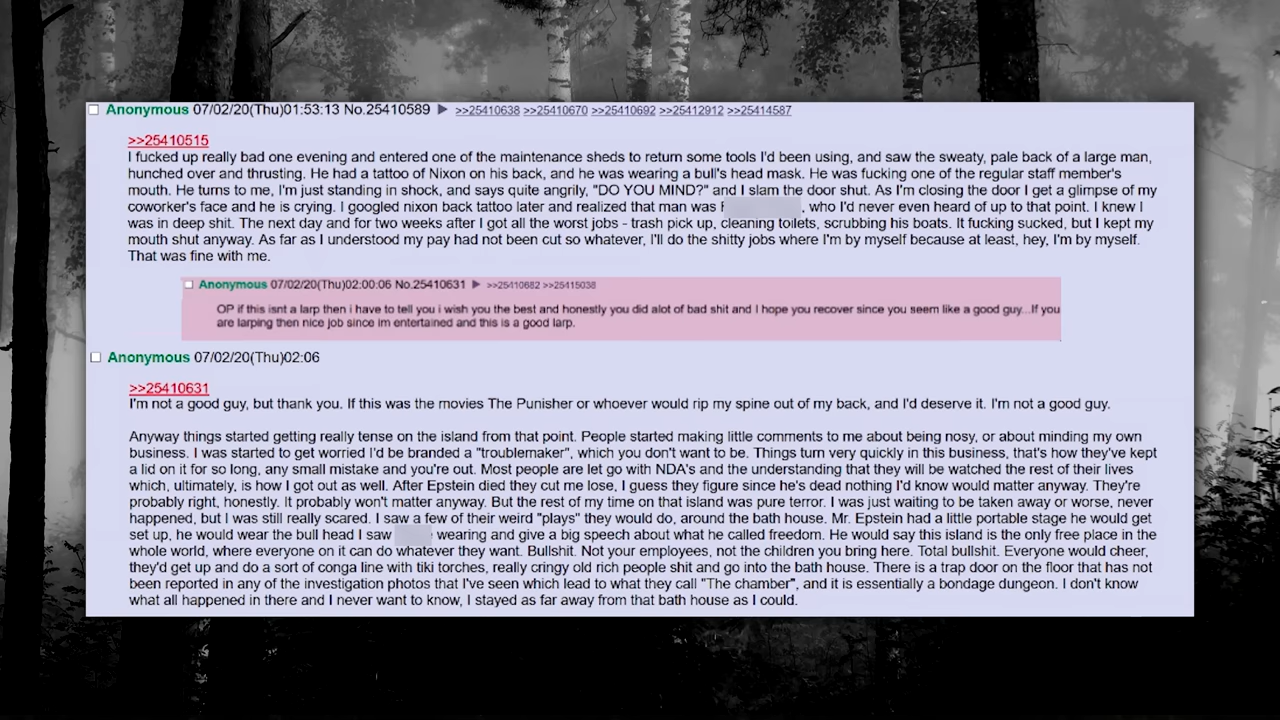 Anonymous 07/02/20(Thu)01:53:13 No.25410589 ▶ >>25410638 >>25410670 >>25410692 >>25412912 >>25414587
>>25410515
I fucked up really bad one evening and entered one of the maintenance sheds to return some tools I'd been using, and saw the sweaty, pale back of a large man,
hunched over and thrusting. He had a tattoo of Nixon on his back, and he was wearing a bull's head mask. He was fucking one of the regular staff member's
mouth. He turns to me, I'm just standing in shock, and says quite angrily, "DO YOU MIND?" and I slam the door shut. As I'm closing the door I get a glimpse of my
coworker's face and he is crying. I googled nixon back tattoo later and realized that man was , who I'd never even heard of up to that point. I knew I
was in deep shit. The next day and for two weeks after I got all the worst jobs - trash pick up, cleaning toilets, scrubbing his boats. It fucking sucked, but I kept my
mouth shut anyway. As far as I understood my pay had not been cut so whatever, I'll do the shitty jobs where I'm by myself because at least, hey, I'm by myself.
That was fine with me.
Anonymous 07/02/20(Thu)02:00:06 No.25410631 ▶ >>25410682 >>25415038
OP if this isnt a larp then i have to tell you i wish you the best and honestly you did alot of bad shit and I hope you recover since you seem like a good guy...If you
are larping then nice job since im entertained and this is a good larp.
Anonymous 07/02/20(Thu)02:06
>>25410631
I'm not a good guy, but thank you. If this was the movies The Punisher or whoever would rip my spine out of my back, and I'd deserve it. I'm not a good guy.
Anyway things started getting really tense on the island from that point. People started making little comments to me about being nosy, or about minding my own
business. I was started to get worried I'd be branded a "troublemaker", which you don't want to be. Things turn very quickly in this business, that's how they've kept
a lid on it for so long, any small mistake and you're out. Most people are let go with NDA's and the understanding that they will be watched the rest of their lives
which, ultimately, is how I got out as well. After Epstein died they cut me lose, I guess they figure since he's dead nothing I'd know would matter anyway. They're
probably right, honestly. It probably won't matter anyway. But the rest of my time on that island was pure terror. I was just waiting to be taken away or worse, never
happened, but I was still really scared. I saw a few of their weird "plays" they would do, around the bath house. Mr. Epstein had a little portable stage he would get
set up, he would wear the bull head I saw wearing and give a big speech about what he called freedom. He would say this island is the only free place in the
whole world, where everyone on it can do whatever they want. Bullshit. Not your employees, not the children you bring here. Total bullshit. Everyone would cheer,
they'd get up and do a sort of conga line with tiki torches, really cringy old rich people shit and go into the bath house. There is a trap door on the floor that has not
been reported in any of the investigation photos that I've seen which lead to what they call "The chamber", and it is essentially a bondage dungeon. I don't know
what all happened in there and I never want to know, I stayed as far away from that bath house as I could.